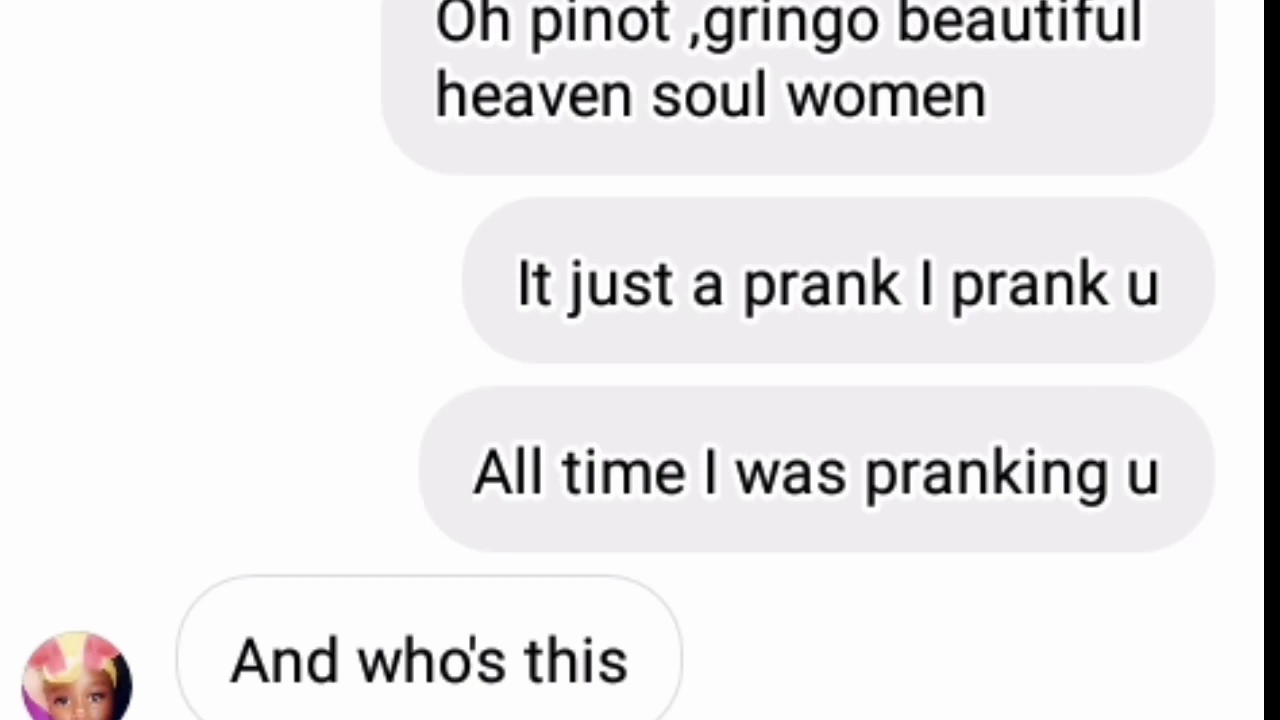 Oh pinot ,gringo beautiful
heaven soul women
It just a prank I prank u
All time I was pranking u
And who's this